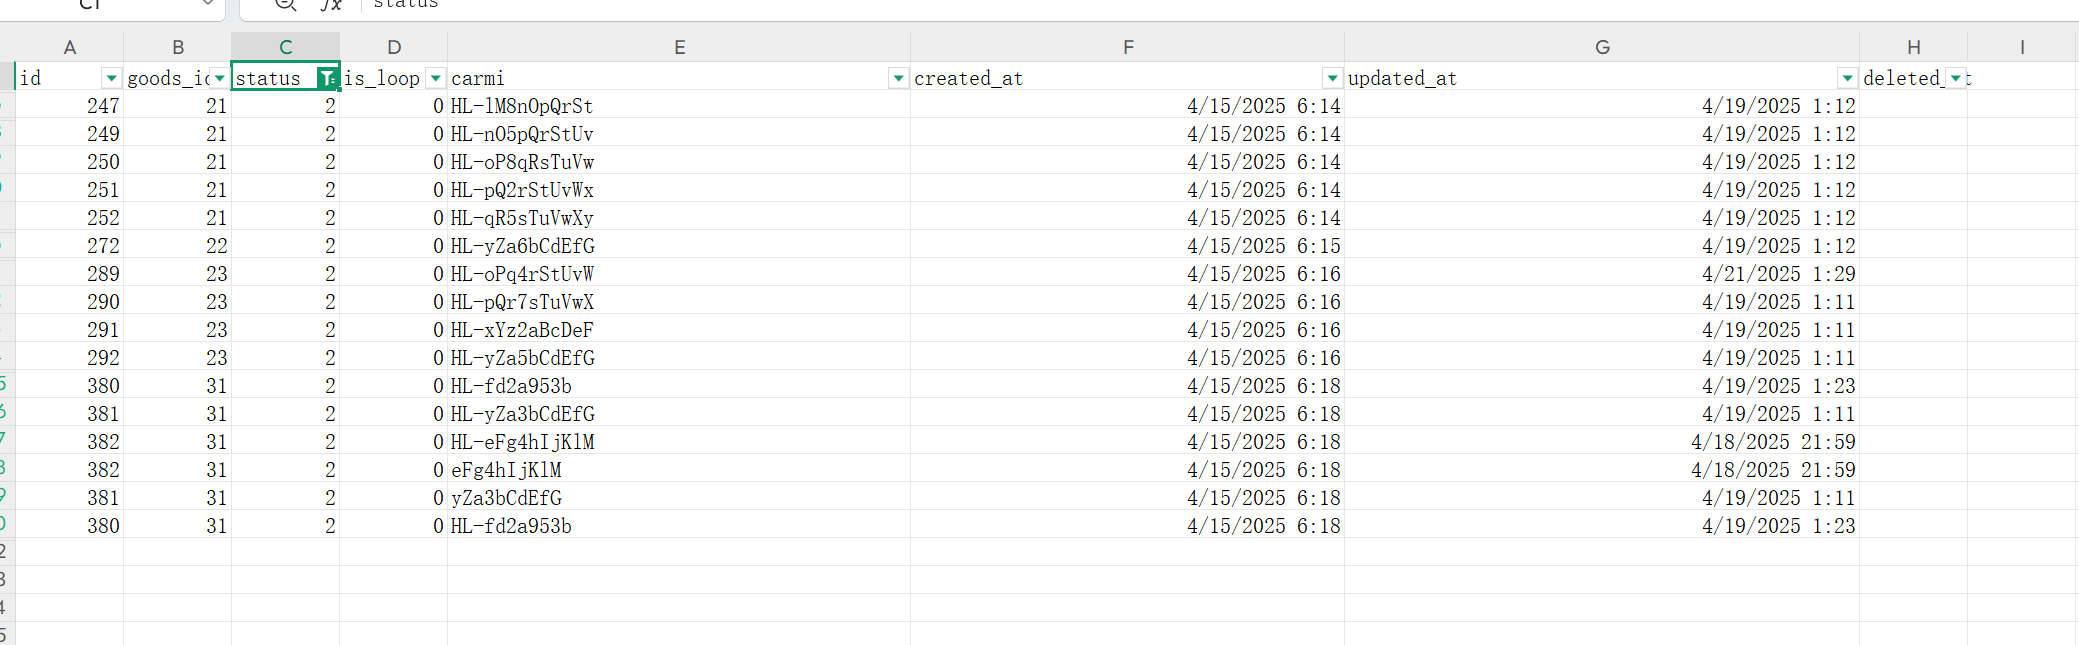 C1 fx status
A B C D E F G H I
id goods_id status is_loop carmi created_at updated_at deleted_t
247 21 2 0 HL-lM8nOpQrSt 4/15/2025 6:14 4/19/2025 1:12
249 21 2 0 HL-nO5pQrStUv 4/15/2025 6:14 4/19/2025 1:12
250 21 2 0 HL-oP8qRsTuVw 4/15/2025 6:14 4/19/2025 1:12
251 21 2 0 HL-pQ2rStUvWx 4/15/2025 6:14 4/19/2025 1:12
252 21 2 0 HL-qR5sTuVwXy 4/15/2025 6:14 4/19/2025 1:12
272 22 2 0 HL-yZa6bCdEfG 4/15/2025 6:15 4/19/2025 1:12
289 23 2 0 HL-oPq4rStUvW 4/15/2025 6:16 4/21/2025 1:29
290 23 2 0 HL-pQr7sTuVwX 4/15/2025 6:16 4/19/2025 1:11
291 23 2 0 HL-xYz2aBcDeF 4/15/2025 6:16 4/19/2025 1:11
292 23 2 0 HL-yZa5bCdEfG 4/15/2025 6:16 4/19/2025 1:11
380 31 2 0 HL-fd2a953b 4/15/2025 6:18 4/19/2025 1:23
381 31 2 0 HL-yZa3bCdEfG 4/15/2025 6:18 4/19/2025 1:11
382 31 2 0 HL-eFg4hIjKlM 4/15/2025 6:18 4/18/2025 21:59
382 31 2 0 eFg4hIjKlM 4/15/2025 6:18 4/18/2025 21:59
381 31 2 0 yZa3bCdEfG 4/15/2025 6:18 4/19/2025 1:11
380 31 2 0 HL-fd2a953b 4/15/2025 6:18 4/19/2025 1:23